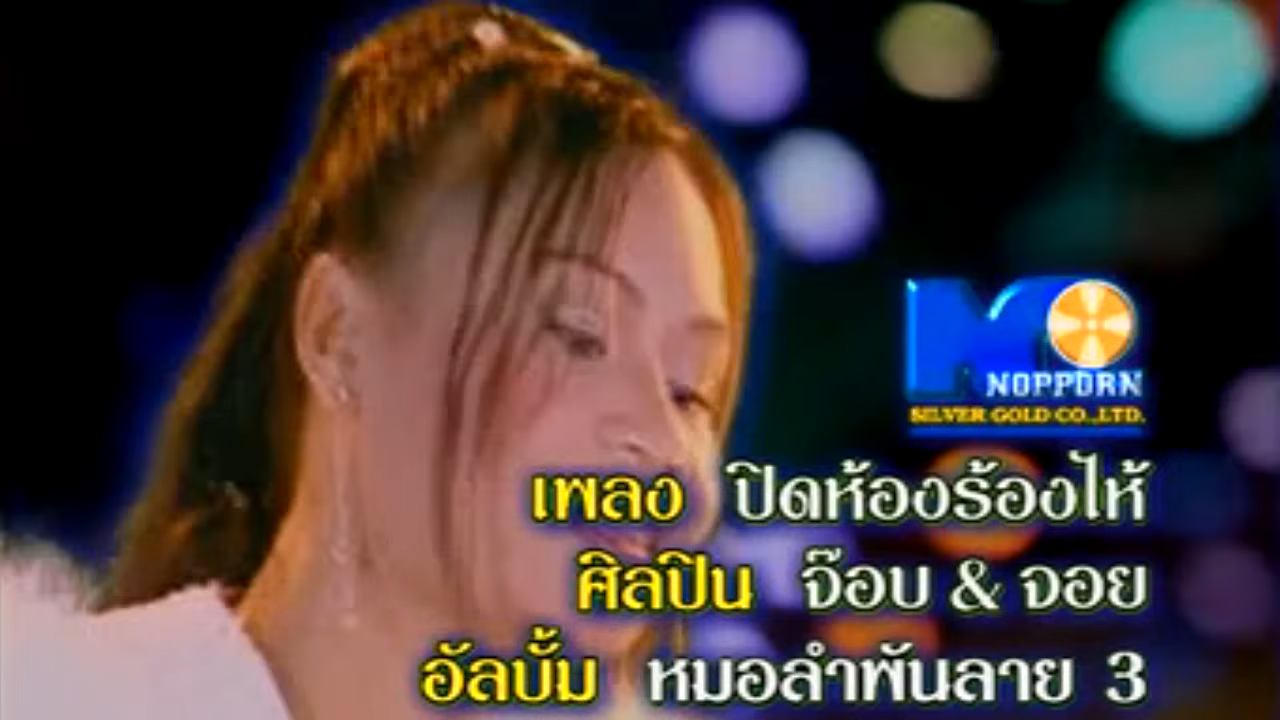 NOPPORN
SILVER GOLD CO.,LTD.
เพลง ปิดห้องร้องไห้
ศิลปิน จ๊อบ & จอย
อัลบั้ม หมอลำพันลาย 3